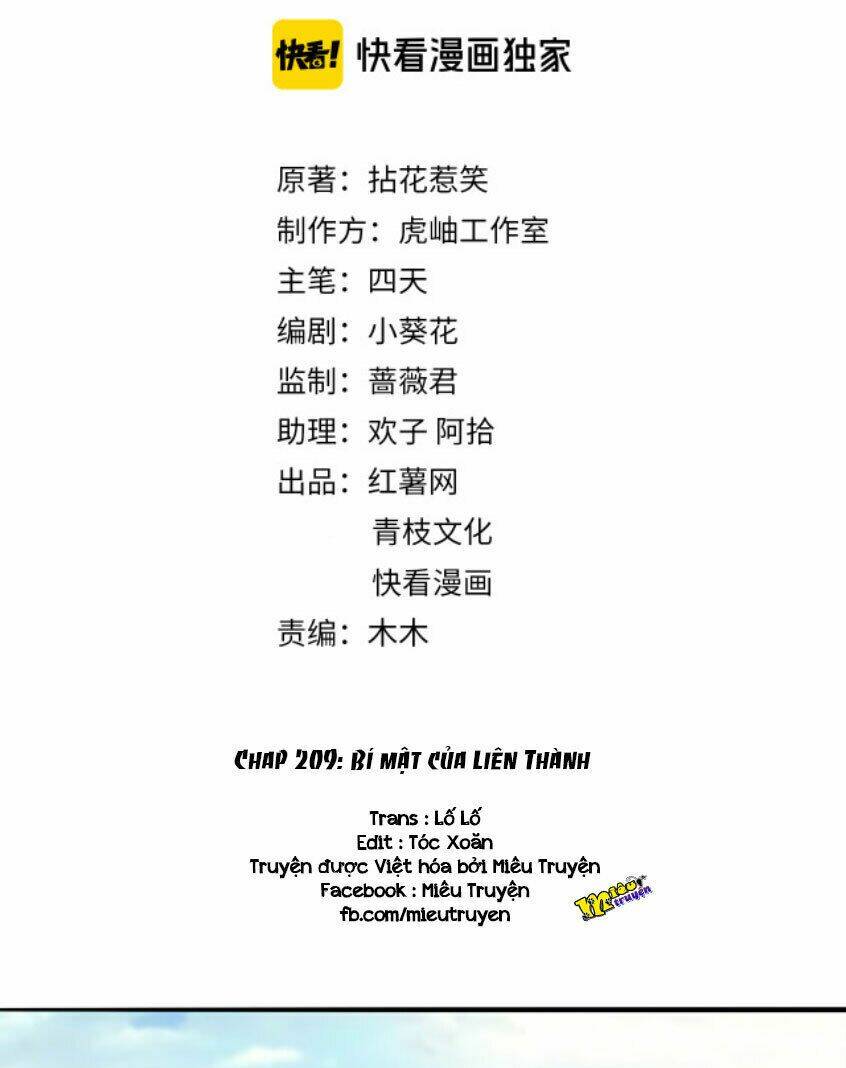 快看! 快看漫画独家
原著：拈花惹笑
制作方：虎岫工作室
主笔：四天
编剧：小葵花
监制：蔷薇君
助理：欢子 阿拾
出品：红薯网
青枝文化
快看漫画
责编：木木
Chap 209: Bí mật của Liên Thành
Trans : Lố Lố
Edit : Tóc Xoăn
Truyện được Việt hóa bởi Miêu Truyện
Facebook : Miêu Truyện
fb.com/mieutruyen
Miêu truyện